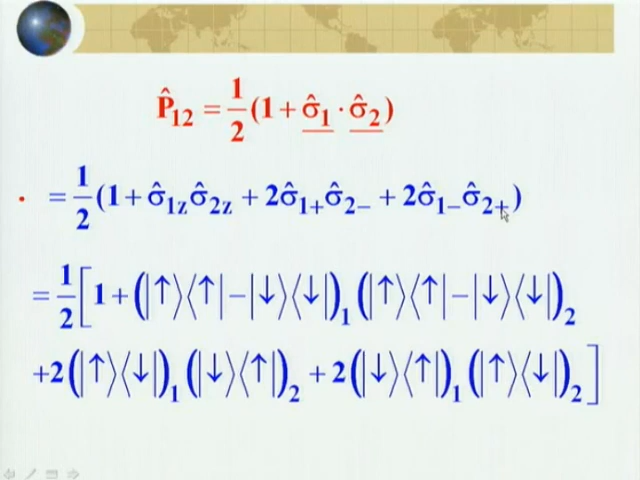 P̂₁₂ = 1/2 (1 + σ̂₁ · σ̂₂)
= 1/2 (1 + σ̂₁z σ̂₂z + 2σ̂₁₊ σ̂₂₋ + 2σ̂₁₋ σ̂₂₊)
= 1/2 [1 + (|↑⟩⟨↑| − |↓⟩⟨↓|)₁ (|↑⟩⟨↑| − |↓⟩⟨↓|)₂
+2(|↑⟩⟨↓|)₁ (|↓⟩⟨↑|)₂ + 2(|↓⟩⟨↑|)₁ (|↑⟩⟨↓|)₂]